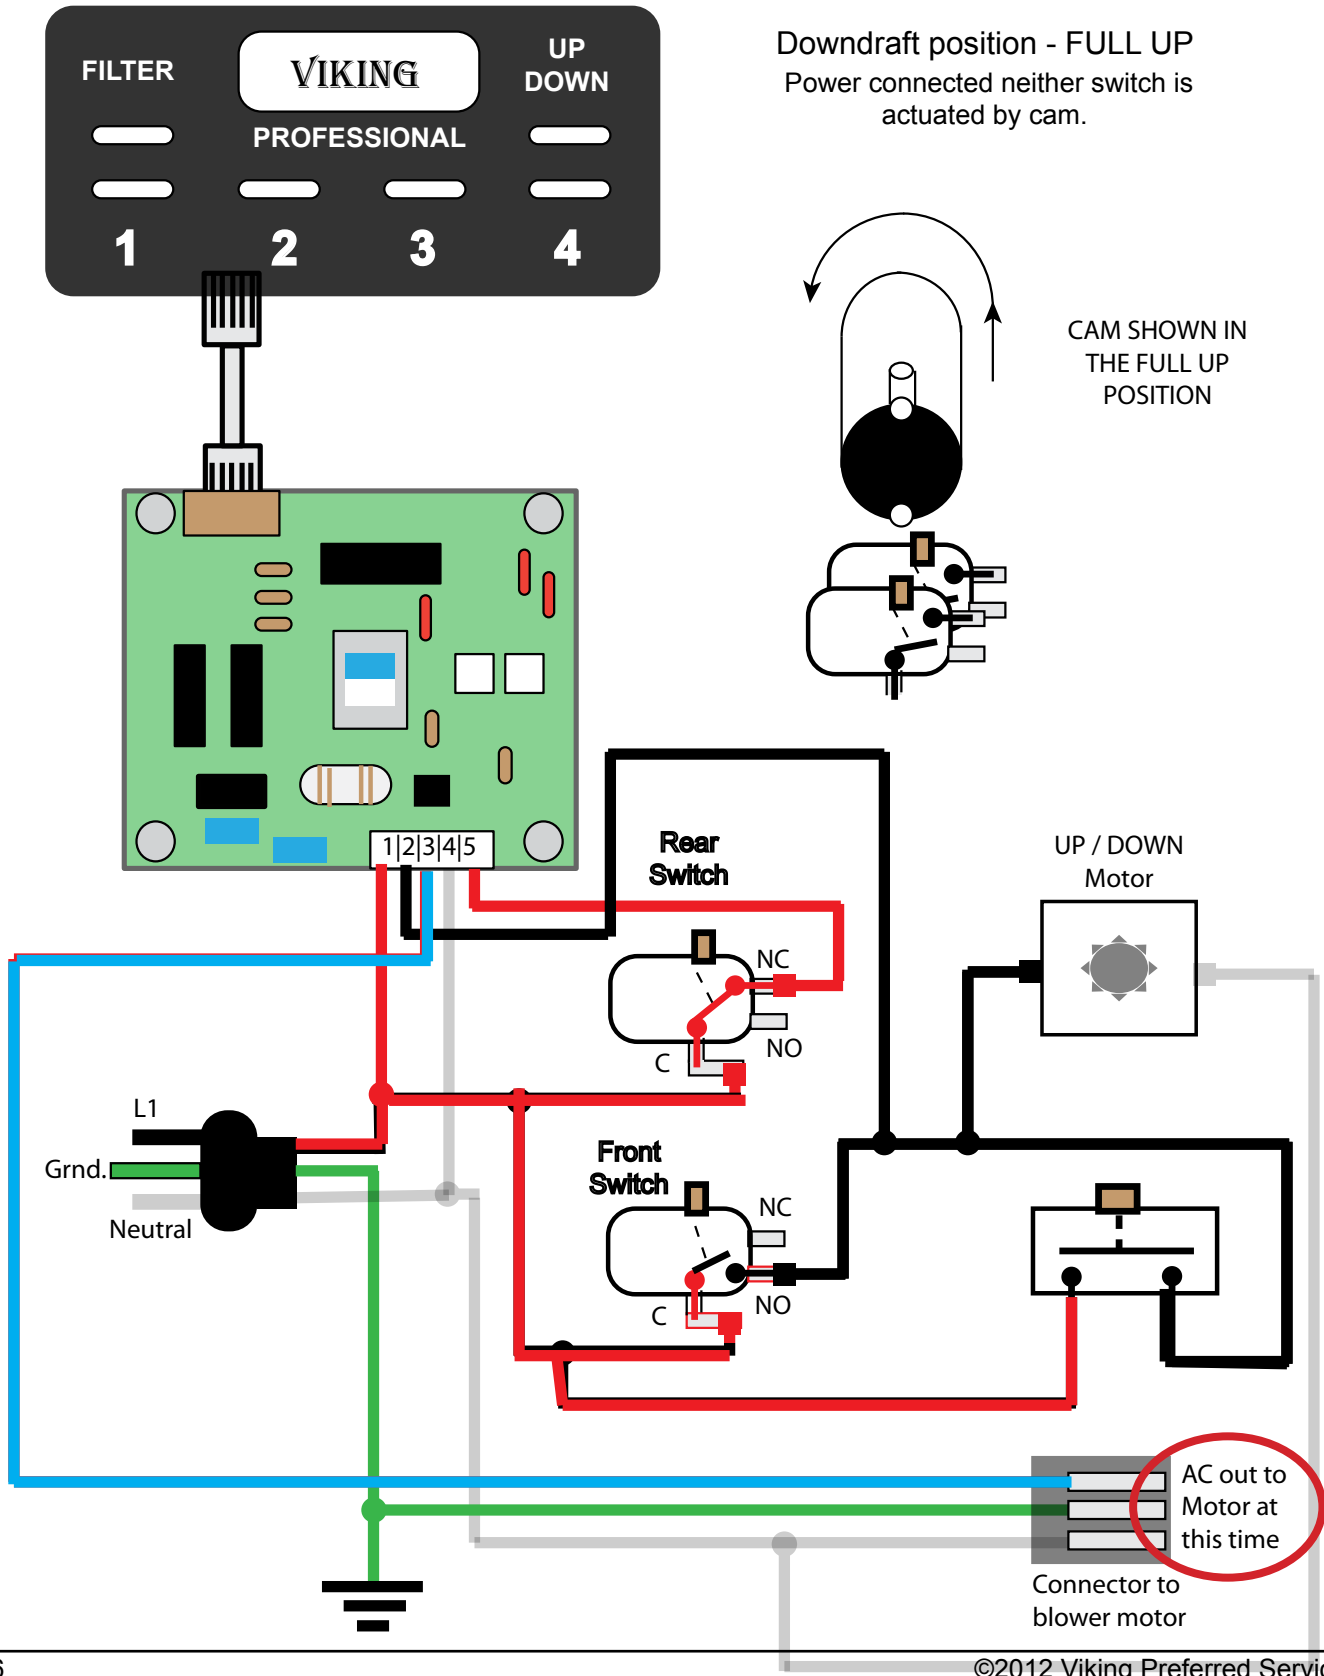 FILTER
VIKING
UP
DOWN
PROFESSIONAL
1 2 3 4
Downdraft position - FULL UP
Power connected neither switch is
actuated by cam.
CAM SHOWN IN
THE FULL UP
POSITION
1|2|3|4|5
Rear
Switch
NC
NO
C
UP / DOWN
Motor
L1
Grnd.
Neutral
Front
Switch
NC
NO
C
AC out to
Motor at
this time
Connector to
blower motor
6
©2012 Viking Preferred Servic